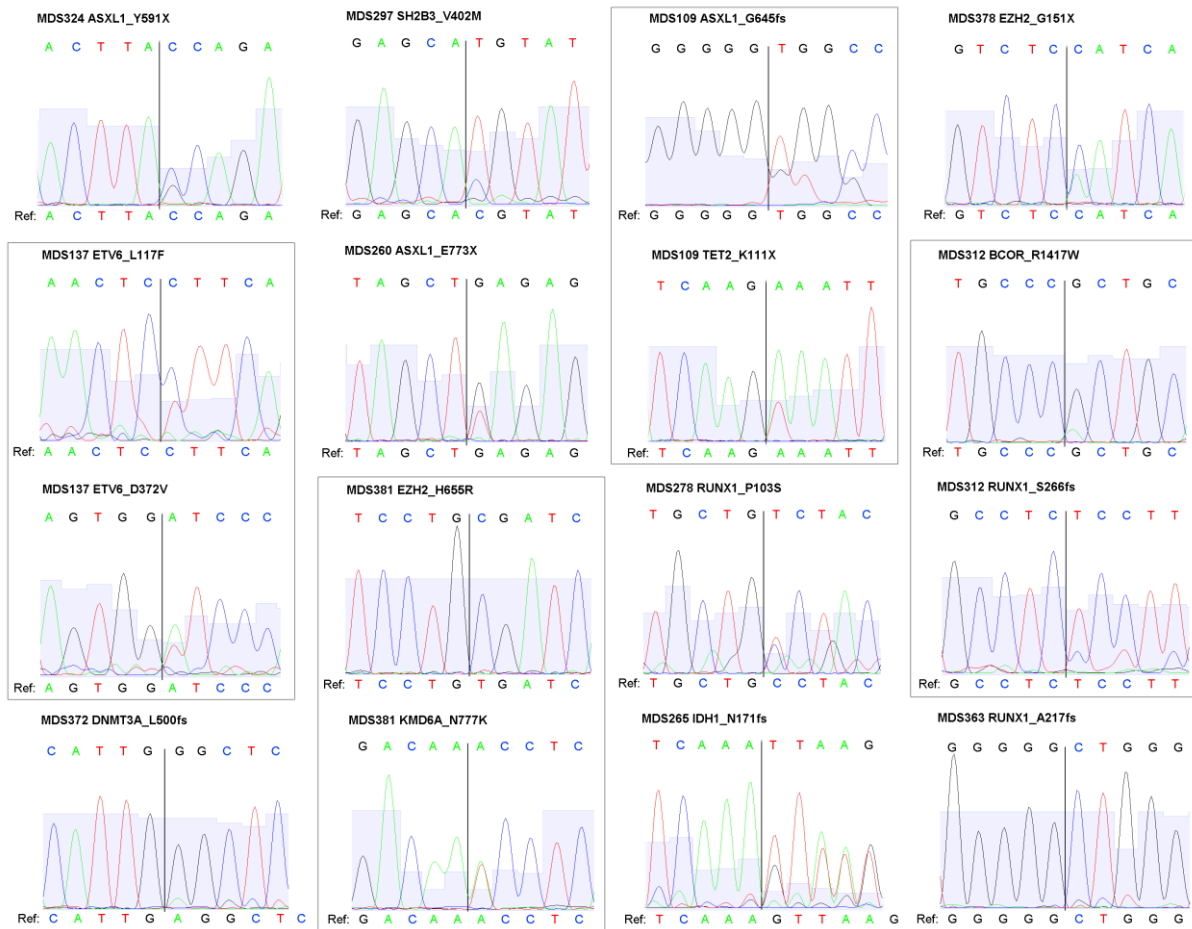 MDS324 ASXL1_Y591X
A C T T A C C A G A
Ref: A C T T A C C A G A
MDS297 SH2B3_V402M
G A G C A T G T A T
Ref: G A G C A C G T A T
MDS109 ASXL1_G645fs
G G G G G T G G C C
Ref: G G G G G T G G C C
MDS378 EZH2_G151X
G T C T C C A T C A
Ref: G T C T C C A T C A
MDS137 ETV6_L117F
A A C T C C T T C A
Ref: A A C T C C T T C A
MDS260 ASXL1_E773X
T A G C T G A G A G
Ref: T A G C T G A G A G
MDS109 TET2_K111X
T C A A G A A A T T
Ref: T C A A G A A A T T
MDS312 BCOR_R1417W
T G C C C G C T G C
Ref: T G C C C G C T G C
MDS137 ETV6_D372V
A G T G G A T C C C
Ref: A G T G G A T C C C
MDS381 EZH2_H655R
T C C T G C G A T C
Ref: T C C T G T G A T C
MDS278 RUNX1_P103S
T G C T G T C T A C
Ref: T G C T G C C T A C
MDS312 RUNX1_S266fs
G C C T C T C C T T
Ref: G C C T C T C C T T
MDS372 DNMT3A_L500fs
C A T T G G G C T C
Ref: C A T T G A G G C T C
MDS381 KMD6A_N777K
G A C A A A C C T C
Ref: G A C A A A C C T C
MDS265 IDH1_N171fs
T C A A A T T A A G
Ref: T C A A A G T T A A G
MDS363 RUNX1_A217fs
G G G G G C T G G G
Ref: G G G G G C T G G G